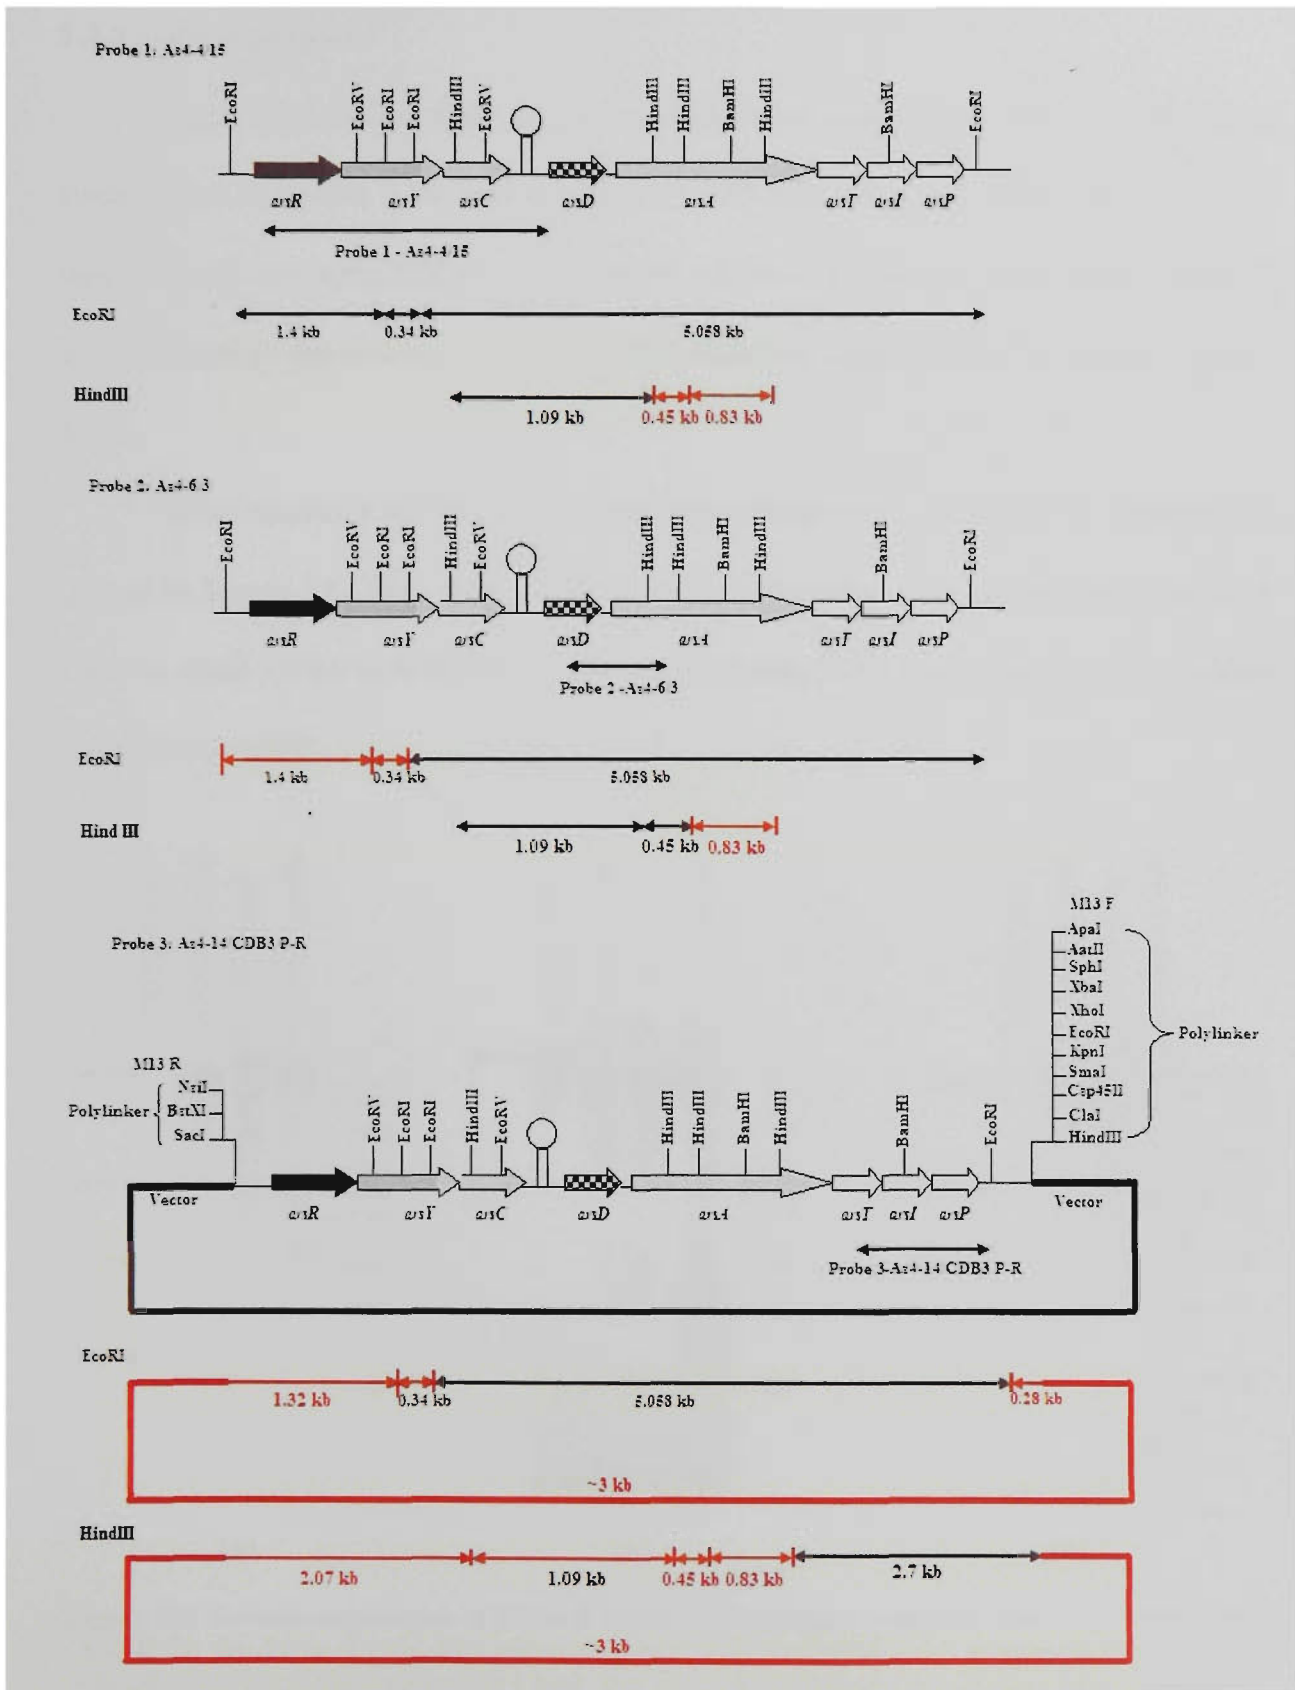 Probe 1. As4-4 15
EcoRI EcoRV EcoRI EcoRI HindIII EcoRV HindIII HindIII BamHI HindIII BamHI EcoRI
arsR arsY arsC arsD arsA arsT arsI arsP
Probe 1 - As4-4 15
EcoRI
1.4 kb 0.34 kb 5.058 kb
HindIII
1.09 kb 0.45 kb 0.83 kb
Probe 2. As4-6 3
EcoRI EcoRV EcoRI EcoRI HindIII EcoRV HindIII HindIII BamHI HindIII BamHI EcoRI
arsR arsY arsC arsD arsA arsT arsI arsP
Probe 2 -As4-6 3
EcoRI
1.4 kb 0.34 kb 5.058 kb
Hind III
1.09 kb 0.45 kb 0.83 kb
Probe 3. As4-14 CDB3 P-R
M13 F
ApaI
AatII
SphI
XbaI
XhoI
EcoRI
KpnI
SmaI
Csp45II
ClaI
HindIII
Polylinker
M13 R
NsiI
BstXI
SacI
Polylinker
EcoRV EcoRI EcoRI HindIII EcoRV HindIII HindIII BamHI HindIII BamHI EcoRI
Vector arsR arsY arsC arsD arsA arsT arsI arsP Vector
Probe 3-As4-14 CDB3 P-R
EcoRI
1.32 kb 0.34 kb 5.058 kb 0.28 kb
~3 kb
HindIII
2.07 kb 1.09 kb 0.45 kb 0.83 kb 2.7 kb
~3 kb